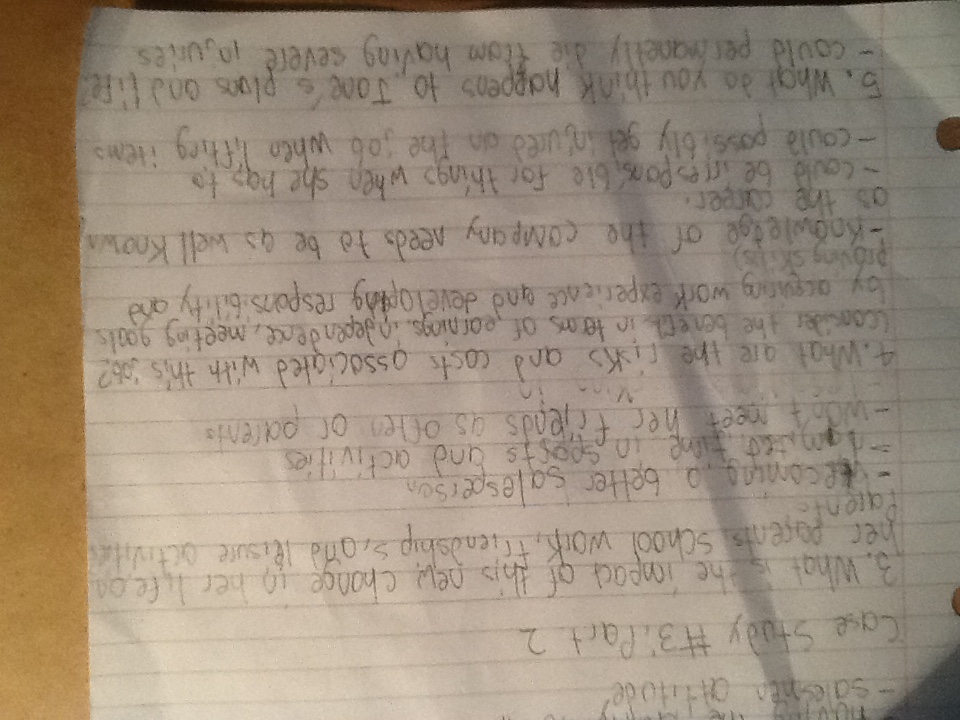 - salesmen attitude
Case Study #3: Part 2
3. What is the impact of this new change in her life on
her parents, school work, friendships, and leisure activities
Parents
- becoming a better salesperson
- time in sports and activities
- won't meet her friends as often or parents
4. What are the risks and costs associated with this job?
(consider the benefit in terms of earnings, independence, meeting goals
by acquiring work experience and developing responsibility and
proving skills)
- Knowledge of the company needs to be as well known
as the career.
- could be irresponsible for things when she has to
- could possibly get injured on the job when lifting items
5. What do you think happens to Jane's plans and life?
- could permanetly die from having severe injuries